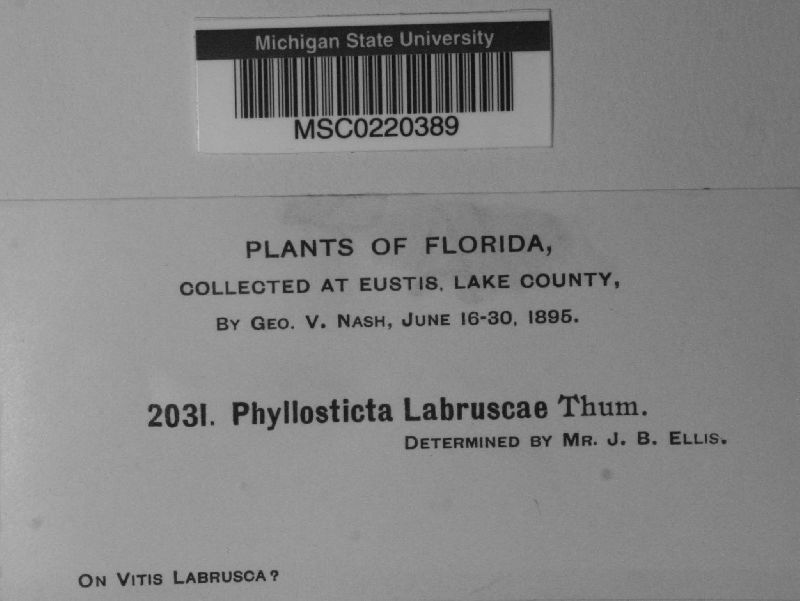 Michigan State University
MSC0220389
PLANTS OF FLORIDA,
COLLECTED AT EUSTIS, LAKE COUNTY,
BY GEO. V. NASH, JUNE 16-30, 1895.
2031. Phyllosticta Labruscae Thum.
DETERMINED BY MR. J. B. ELLIS.
ON VITIS LABRUSCA?